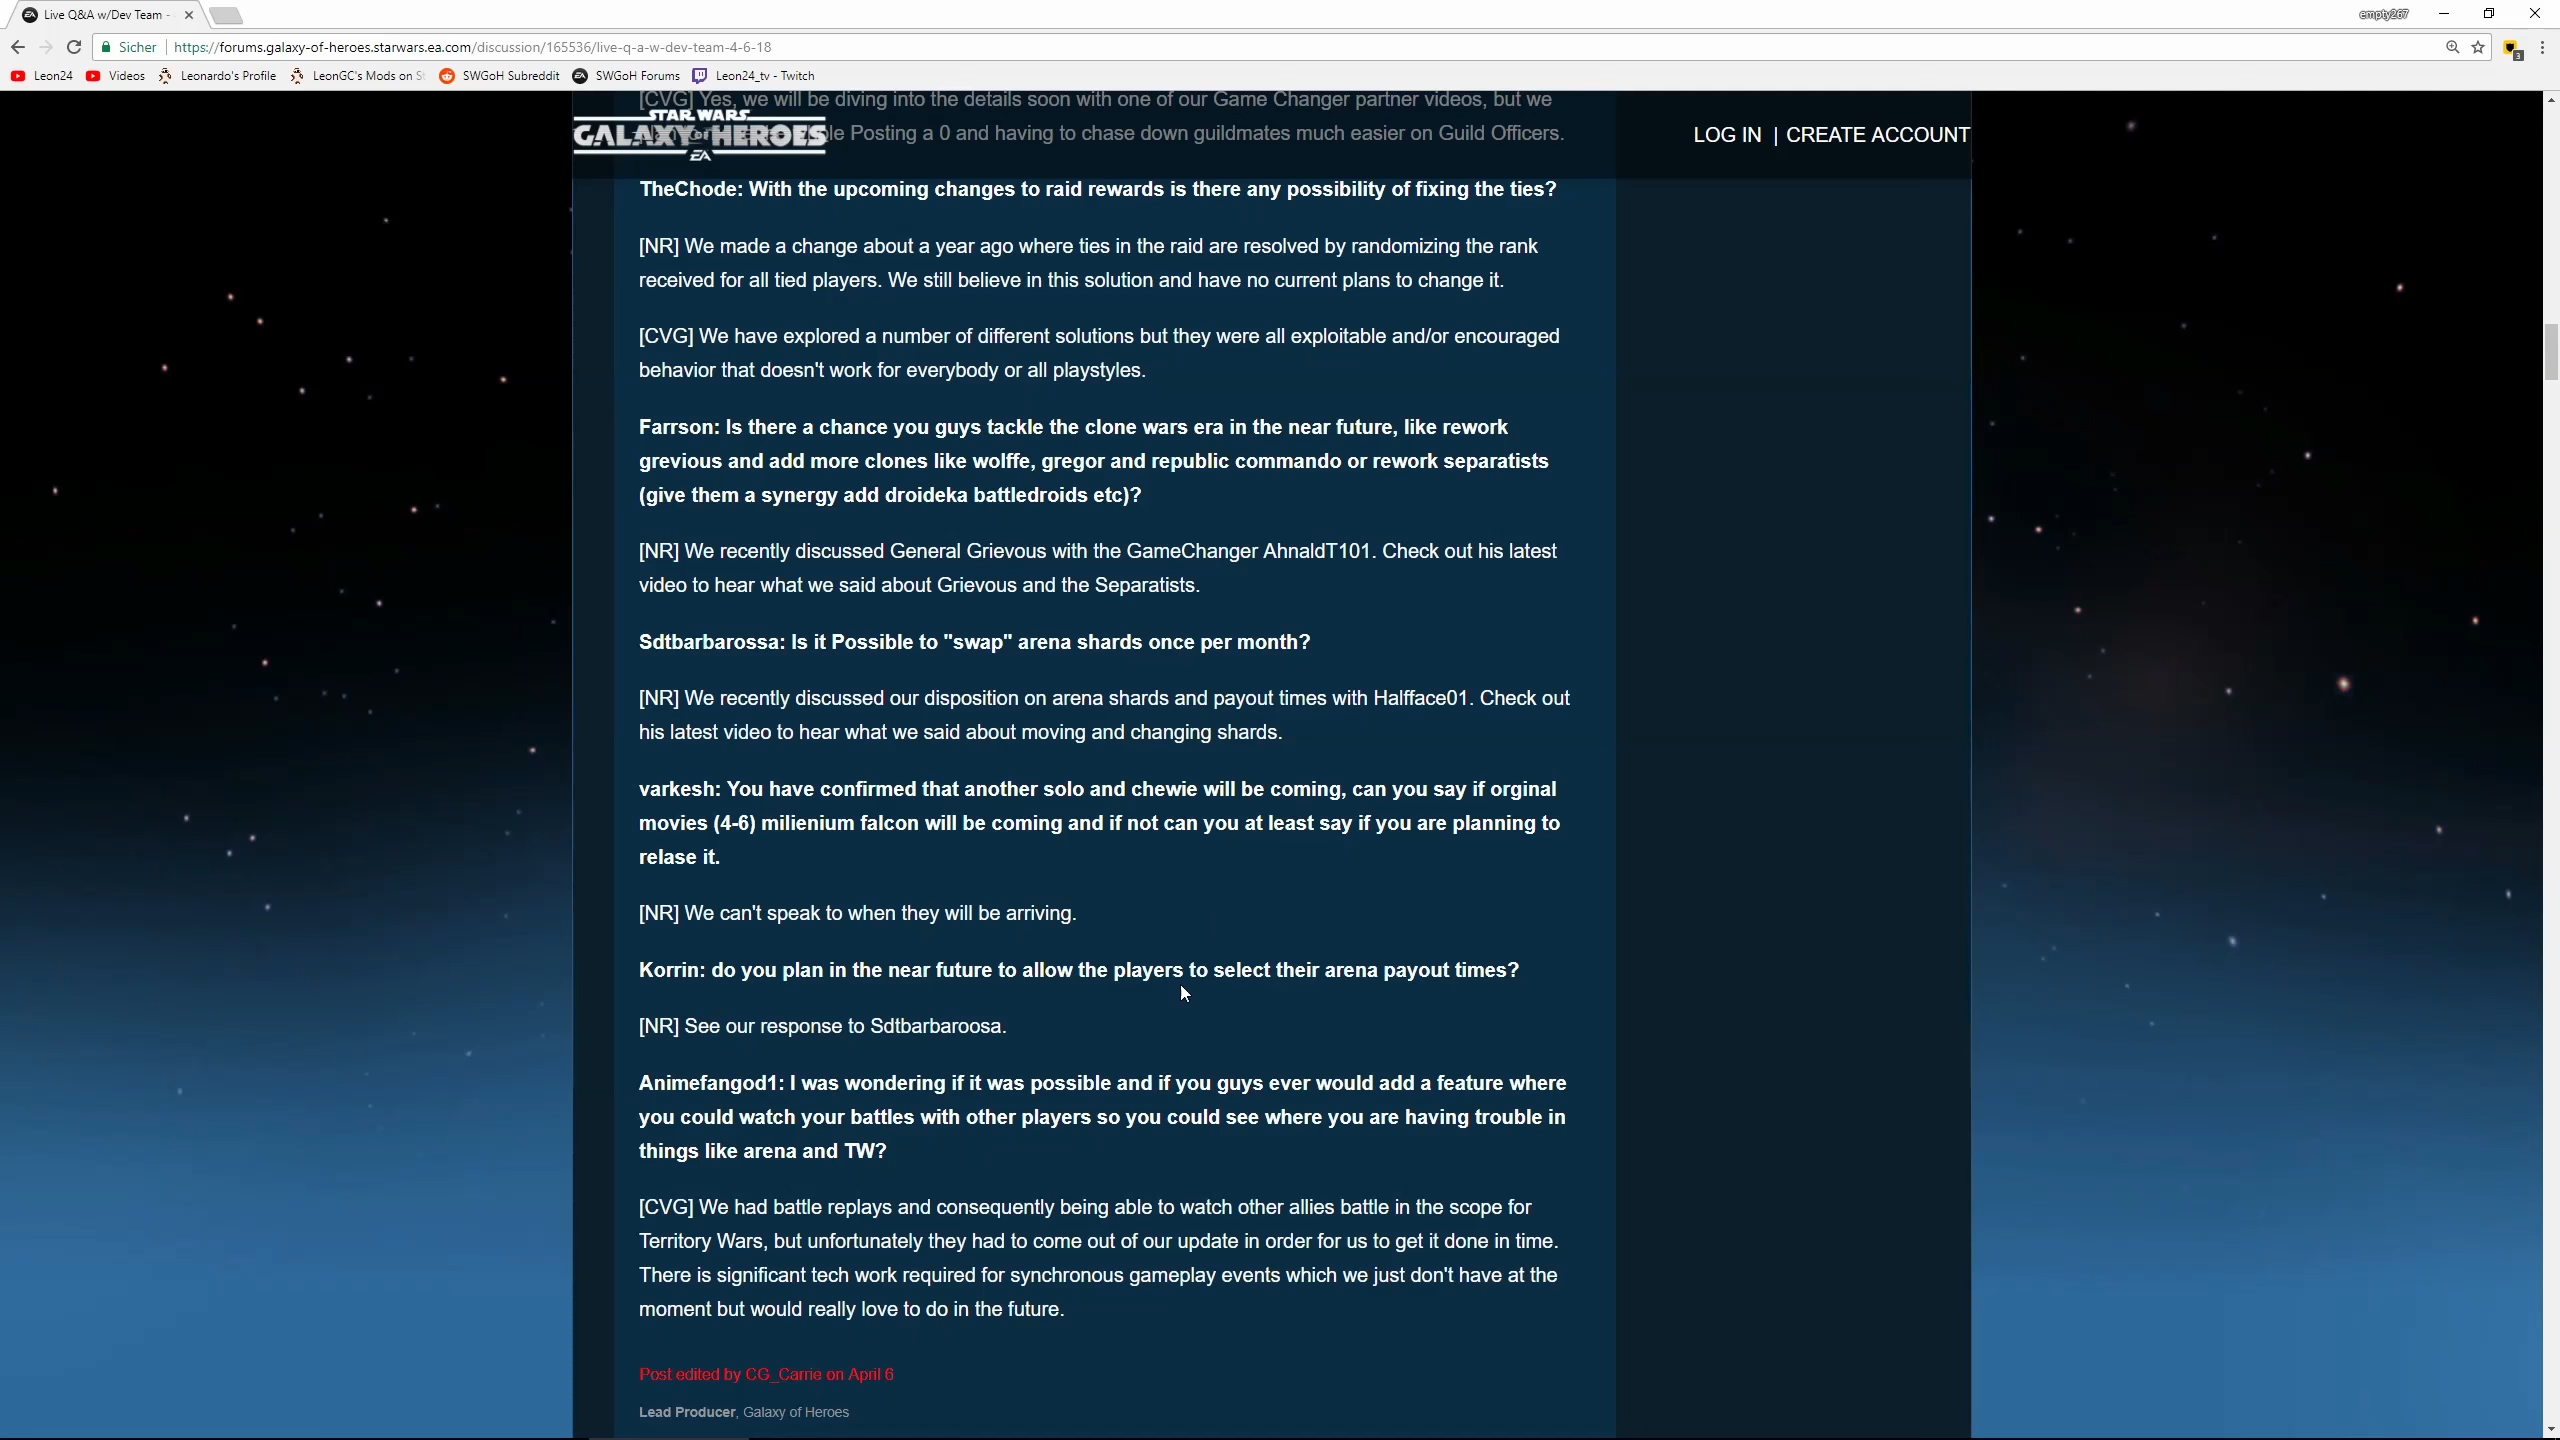 Live Q&A w/Dev Team -
empty267
Sicher
https://forums.galaxy-of-heroes.starwars.ea.com/discussion/165536/live-q-a-w-dev-team-4-6-18
Leon24
Videos
Leonardo's Profile
LeonGC's Mods on S
SWGoH Subreddit
SWGoH Forums
Leon24_tv - Twitch
[CVG] Yes, we will be diving into the details soon with one of our Game Changer partner videos, but we
Posting a 0 and having to chase down guildmates much easier on Guild Officers.
STAR WARS
GALAXY OF HEROES
EA
LOG IN | CREATE ACCOUNT
TheChode: With the upcoming changes to raid rewards is there any possibility of fixing the ties?
[NR] We made a change about a year ago where ties in the raid are resolved by randomizing the rank
received for all tied players. We still believe in this solution and have no current plans to change it.
[CVG] We have explored a number of different solutions but they were all exploitable and/or encouraged
behavior that doesn't work for everybody or all playstyles.
Farrson: Is there a chance you guys tackle the clone wars era in the near future, like rework
grevious and add more clones like wolffe, gregor and republic commando or rework separatists
(give them a synergy add droideka battledroids etc)?
[NR] We recently discussed General Grievous with the GameChanger AhnaldT101. Check out his latest
video to hear what we said about Grievous and the Separatists.
Sdtbarbarossa: Is it Possible to "swap" arena shards once per month?
[NR] We recently discussed our disposition on arena shards and payout times with Halfface01. Check out
his latest video to hear what we said about moving and changing shards.
varkesh: You have confirmed that another solo and chewie will be coming, can you say if orginal
movies (4-6) milienium falcon will be coming and if not can you at least say if you are planning to
relase it.
[NR] We can't speak to when they will be arriving.
Korrin: do you plan in the near future to allow the players to select their arena payout times?
[NR] See our response to Sdtbarbaroosa.
Animefangod1: I was wondering if it was possible and if you guys ever would add a feature where
you could watch your battles with other players so you could see where you are having trouble in
things like arena and TW?
[CVG] We had battle replays and consequently being able to watch other allies battle in the scope for
Territory Wars, but unfortunately they had to come out of our update in order for us to get it done in time.
There is significant tech work required for synchronous gameplay events which we just don't have at the
moment but would really love to do in the future.
Post edited by CG_Carrie on April 6
Lead Producer, Galaxy of Heroes